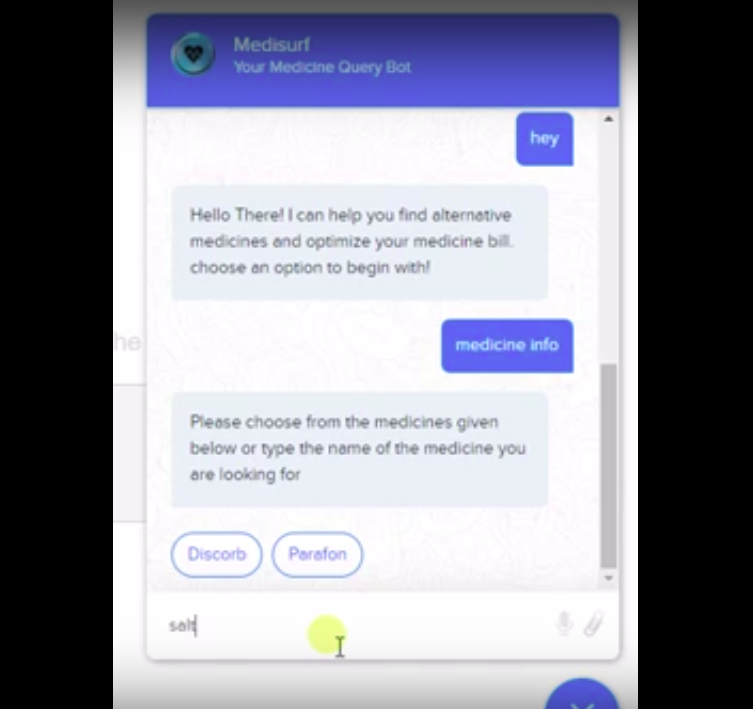 Medisurf
Your Medicine Query Bot
hey
Hello There! I can help you find alternative
medicines and optimize your medicine bill.
choose an option to begin with!
medicine info
he
Please choose from the medicines given
below or type the name of the medicine you
are looking for
Discorb Parafon
salt